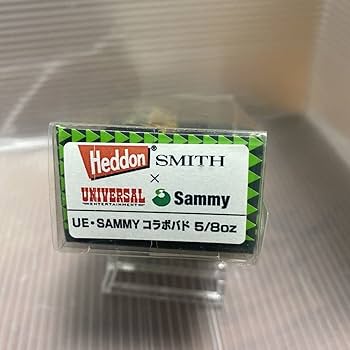 Heddon® SMITH
×
UNIVERSAL Sammy
ENTERTAINMENT
UE・SAMMY コラボバド 5/8oz